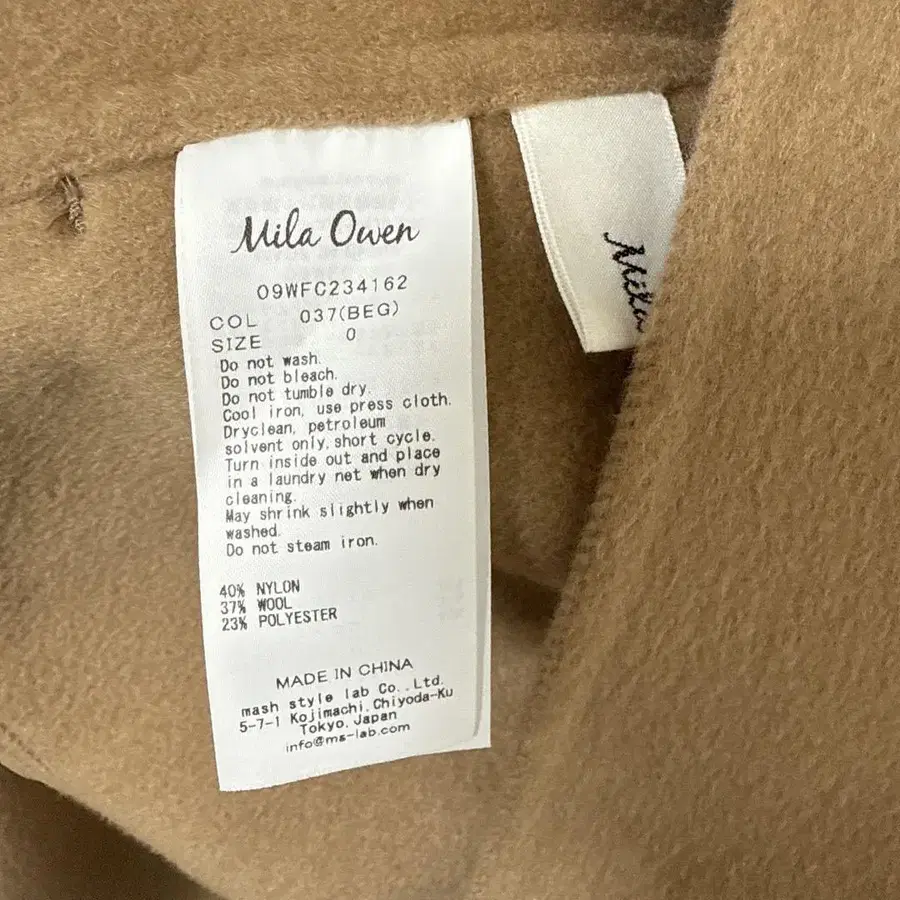 Mila Owen
09WFC234162
COL 037(BEG)
SIZE 0
Do not wash.
Do not bleach.
Do not tumble dry.
Cool iron, use press cloth.
Dryclean, petroleum
solvent only, short cycle.
Turn inside out and place
in a laundry net when dry
cleaning.
May shrink slightly when
washed.
Do not steam iron.
40% NYLON
37% WOOL
23% POLYESTER
MADE IN CHINA
mash style lab Co., Ltd.
5-7-1 Kojimachi, Chiyoda-Ku
Tokyo, Japan
info@ms-lab.com
Mila